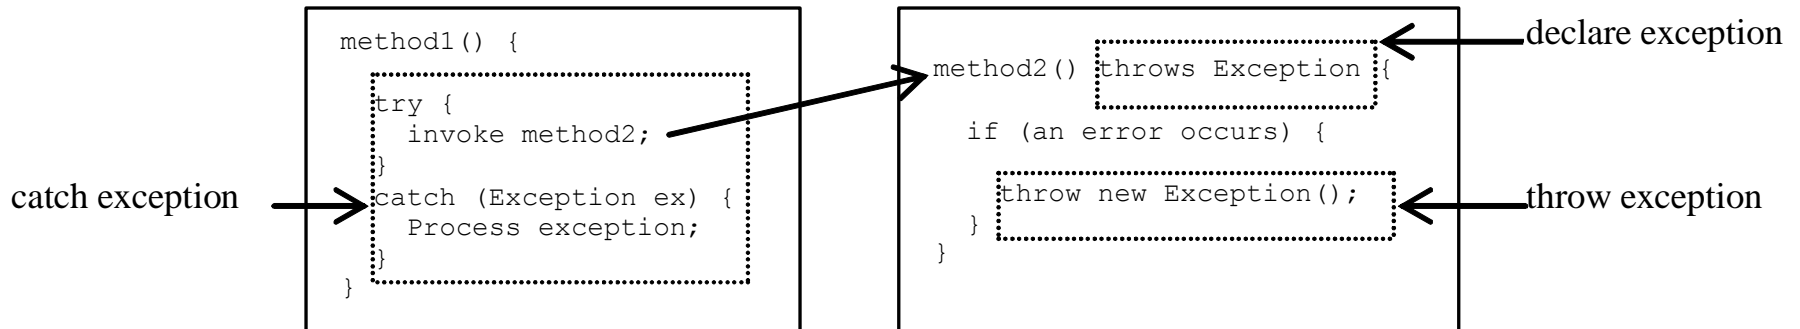 method1() {
try {
invoke method2;
}
catch (Exception ex) {
Process exception;
}
}
catch exception
method2() throws Exception {
if (an error occurs) {
throw new Exception();
}
}
declare exception
throw exception